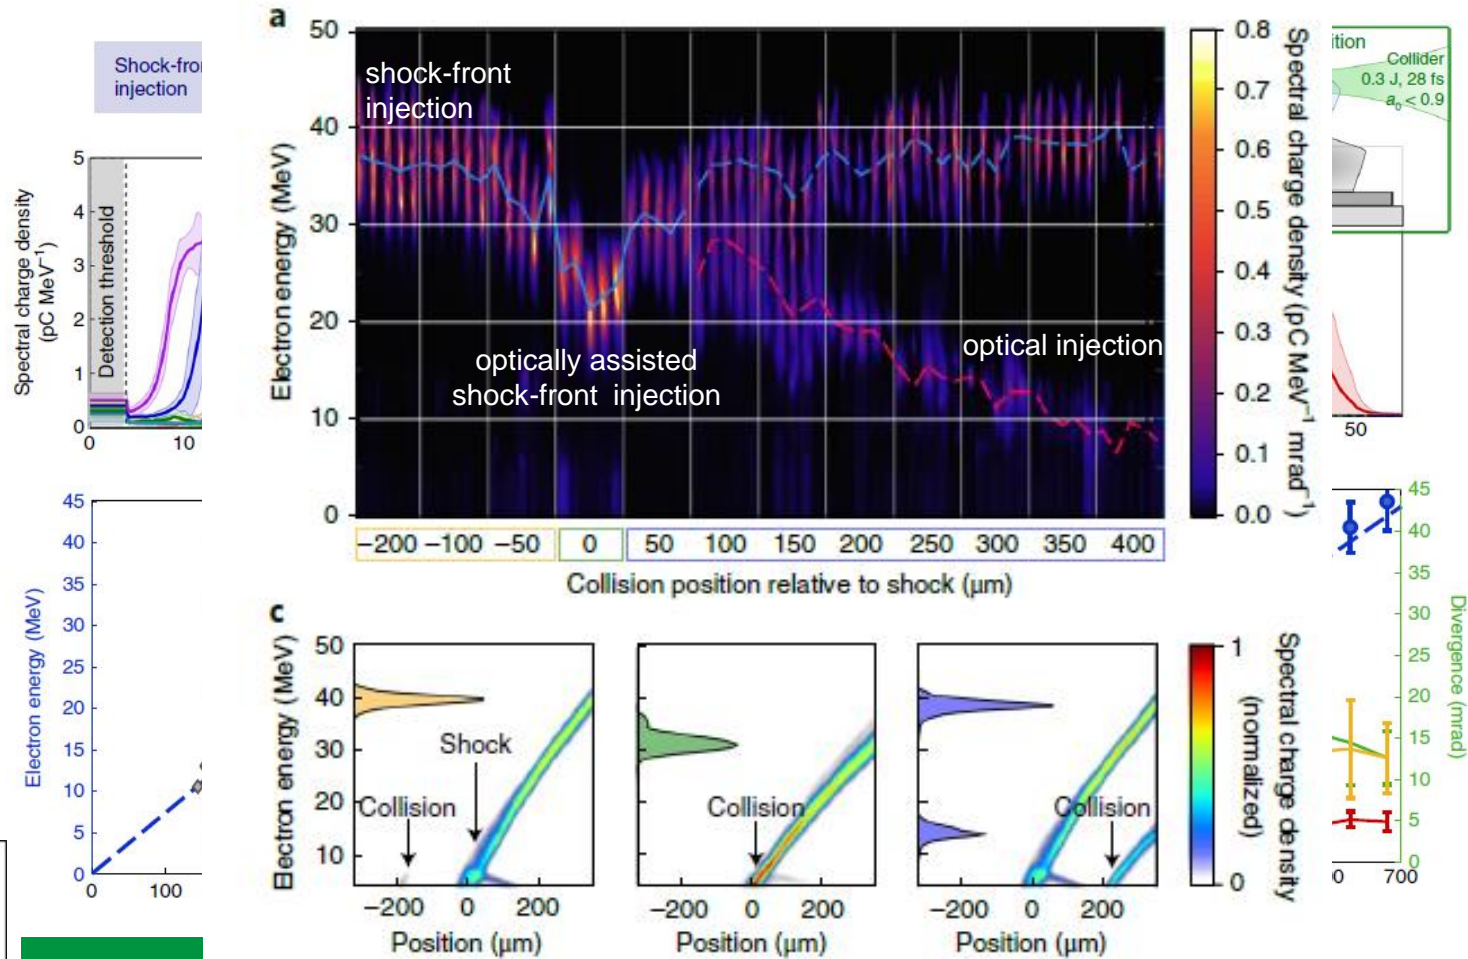 Shock-fro
injection
5
4
3
2
1
0
Spectral charge density
(pC MeV⁻¹)
Detection threshold
0
10
45
40
35
30
25
20
15
10
5
0
Electron energy (MeV)
0
100
a
50
40
30
20
10
0
Electron energy (MeV)
shock-front
injection
optically assisted
shock-front injection
optical injection
−200 −100 −50 0 50 100 150 200 250 300 350 400
Collision position relative to shock (μm)
0.8
0.7
0.6
0.5
0.4
0.3
0.2
0.1
0.0
Spectral charge density (pC MeV⁻¹ mrad⁻¹)
c
50
40
30
20
10
Electron energy (MeV)
Shock
Collision
−200 0 200
Position (μm)
Collision
−200 0 200
Position (μm)
Collision
−200 0 200
Position (μm)
1
0
Spectral charge density
(normalized)
ition
Collider
0.3 J, 28 fs
a₀ < 0.9
50
45
40
35
30
25
20
15
10
5
0
Divergence (mrad)
0
700